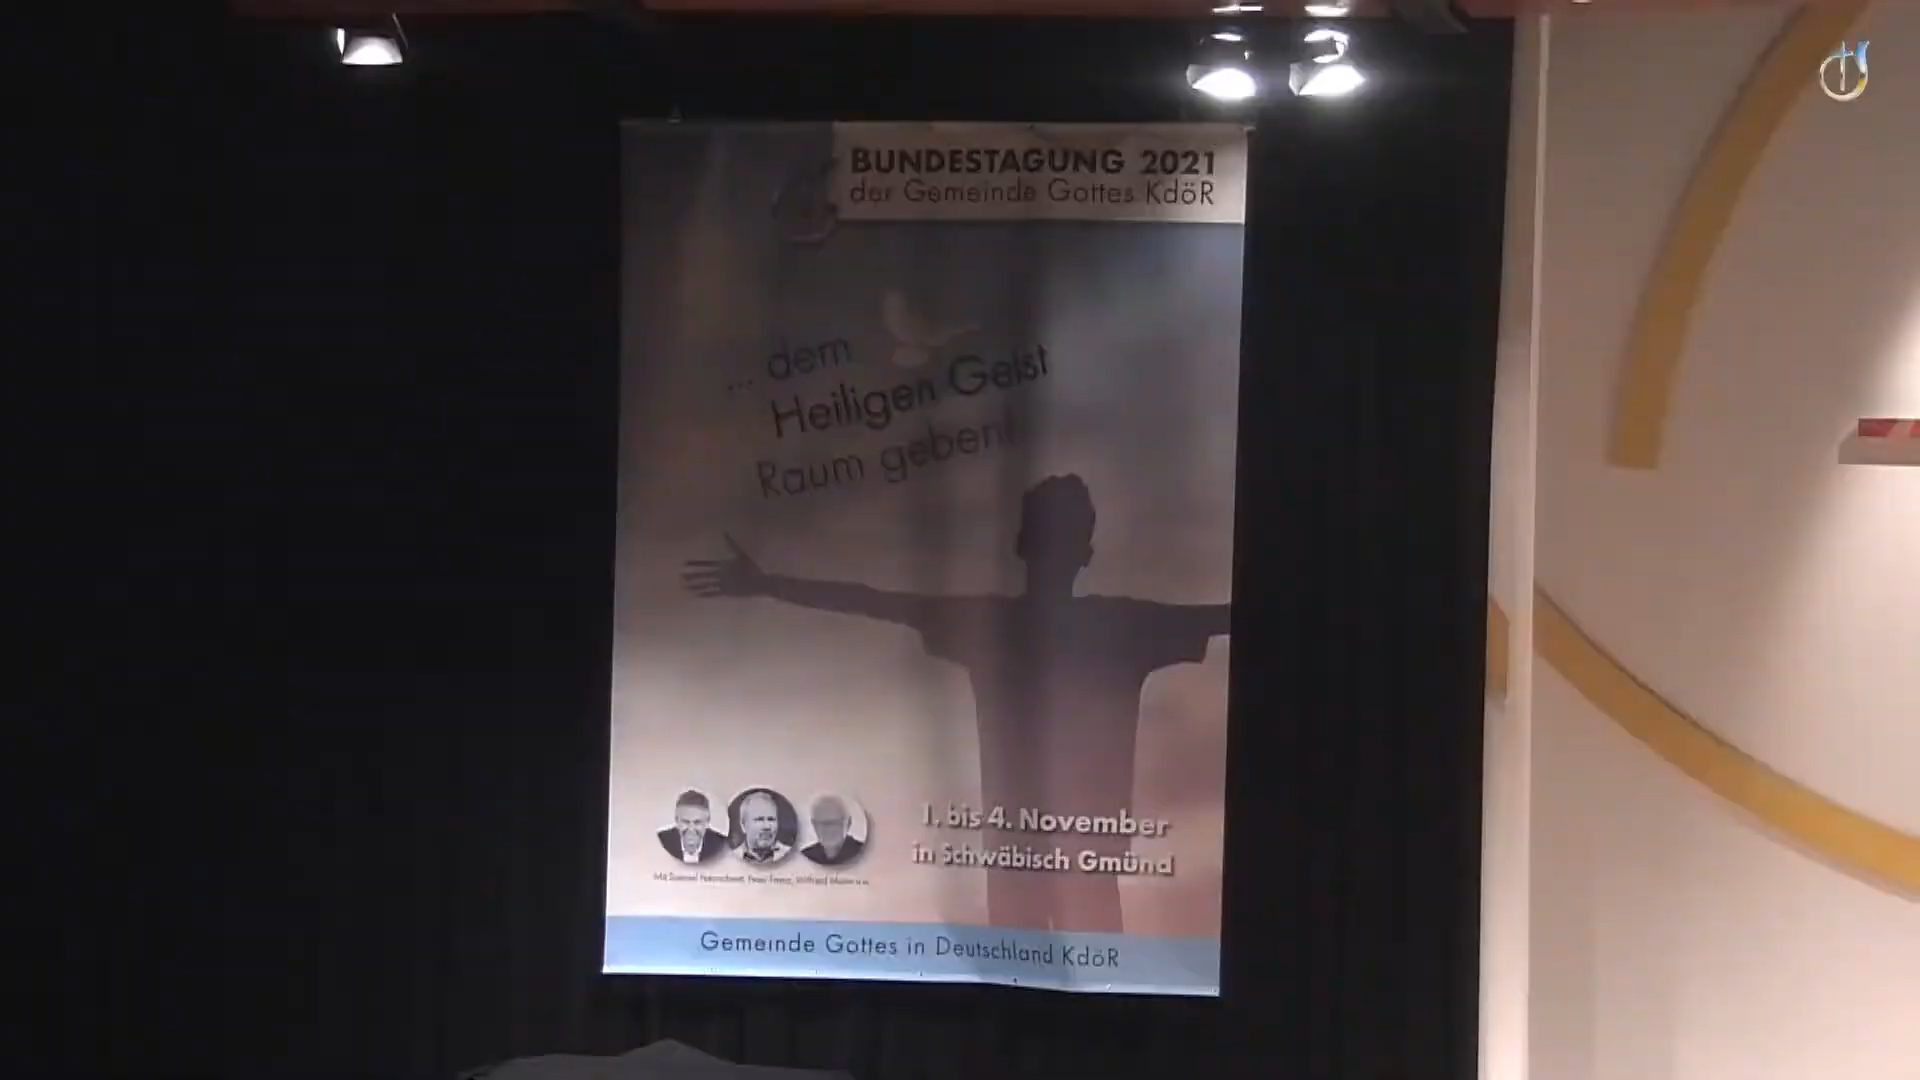 BUNDESTAGUNG 2021
der Gemeinde Gottes KdöR
... dem
Heiligen Geist
Raum geben!
1. bis 4. November
in Schwäbisch Gmünd
Gemeinde Gottes in Deutschland KdöR